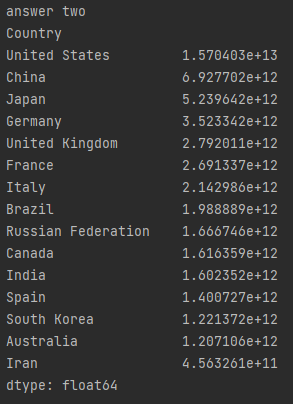 answer two
Country
United States         1.570403e+13
China                 6.927702e+12
Japan                 5.239642e+12
Germany               3.523342e+12
United Kingdom        2.792011e+12
France                2.691337e+12
Italy                 2.142986e+12
Brazil                1.988889e+12
Russian Federation    1.666746e+12
Canada                1.616359e+12
India                 1.602352e+12
Spain                 1.400727e+12
South Korea           1.221372e+12
Australia             1.207106e+12
Iran                  4.563261e+11
dtype: float64